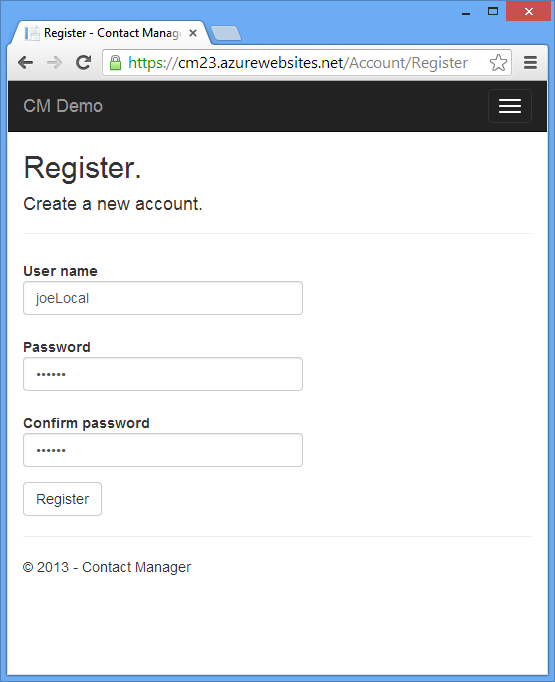 Register - Contact Manag
https://cm23.azurewebsites.net/Account/Register
CM Demo
Register.
Create a new account.
User name
joeLocal
Password
••••••
Confirm password
••••••
Register
© 2013 - Contact Manager